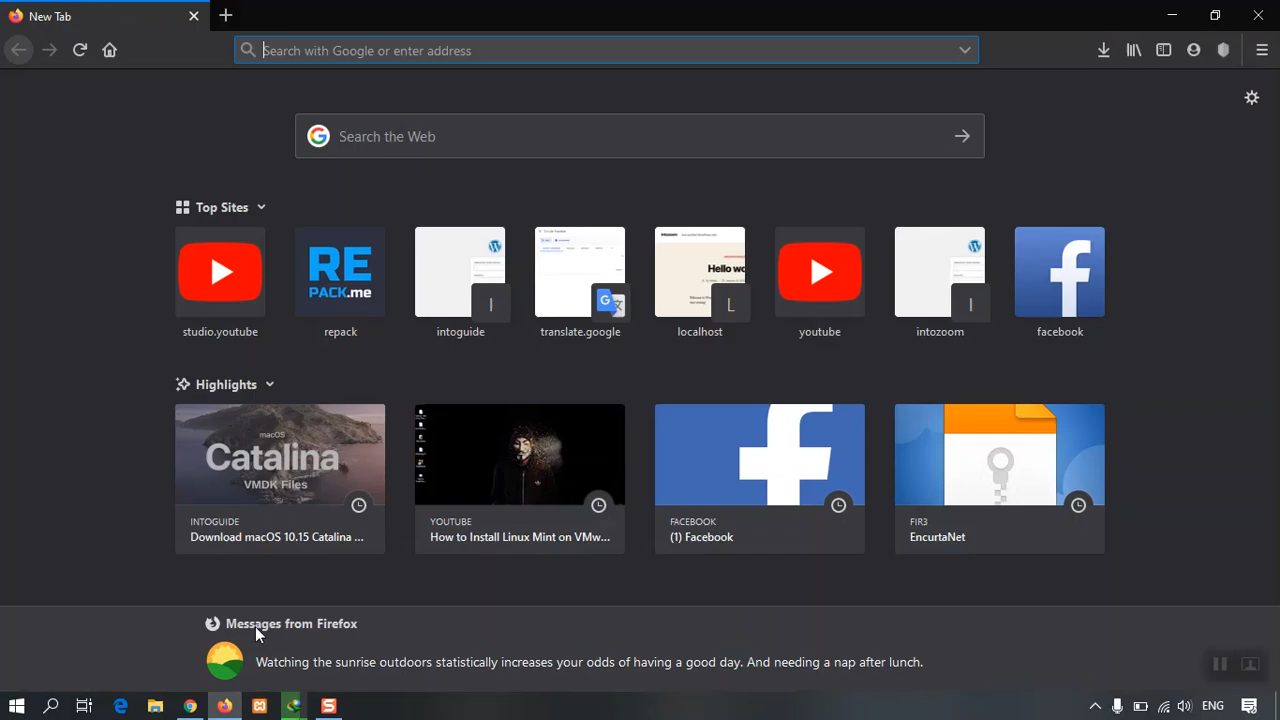 New Tab
Search with Google or enter address
Search the Web
Top Sites
RE
PACK.me
I
Hello wo
L
I
studio.youtube
repack
intoguide
translate.google
localhost
youtube
intozoom
facebook
Highlights
macOS
Catalina
VMDK Files
INTOGUIDE
Download macOS 10.15 Catalina ...
YOUTUBE
How to Install Linux Mint on VMw...
FACEBOOK
(1) Facebook
FIR3
EncurtaNet
Messages from Firefox
Watching the sunrise outdoors statistically increases your odds of having a good day. And needing a nap after lunch.
ENG